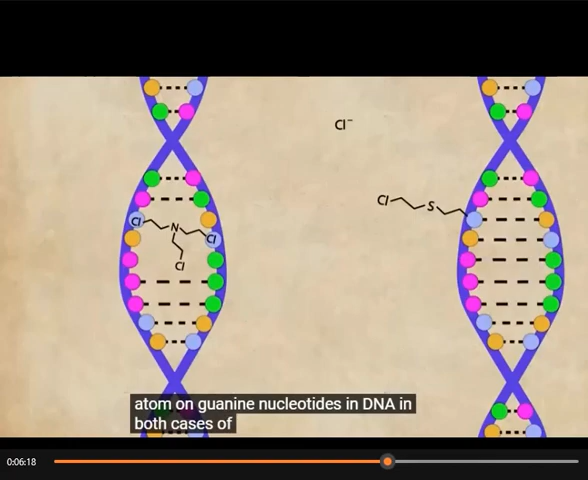 Cl⁻
Cl
S
Cl
N
Cl
Cl
atom on guanine nucleotides in DNA in
both cases of
0:06:18